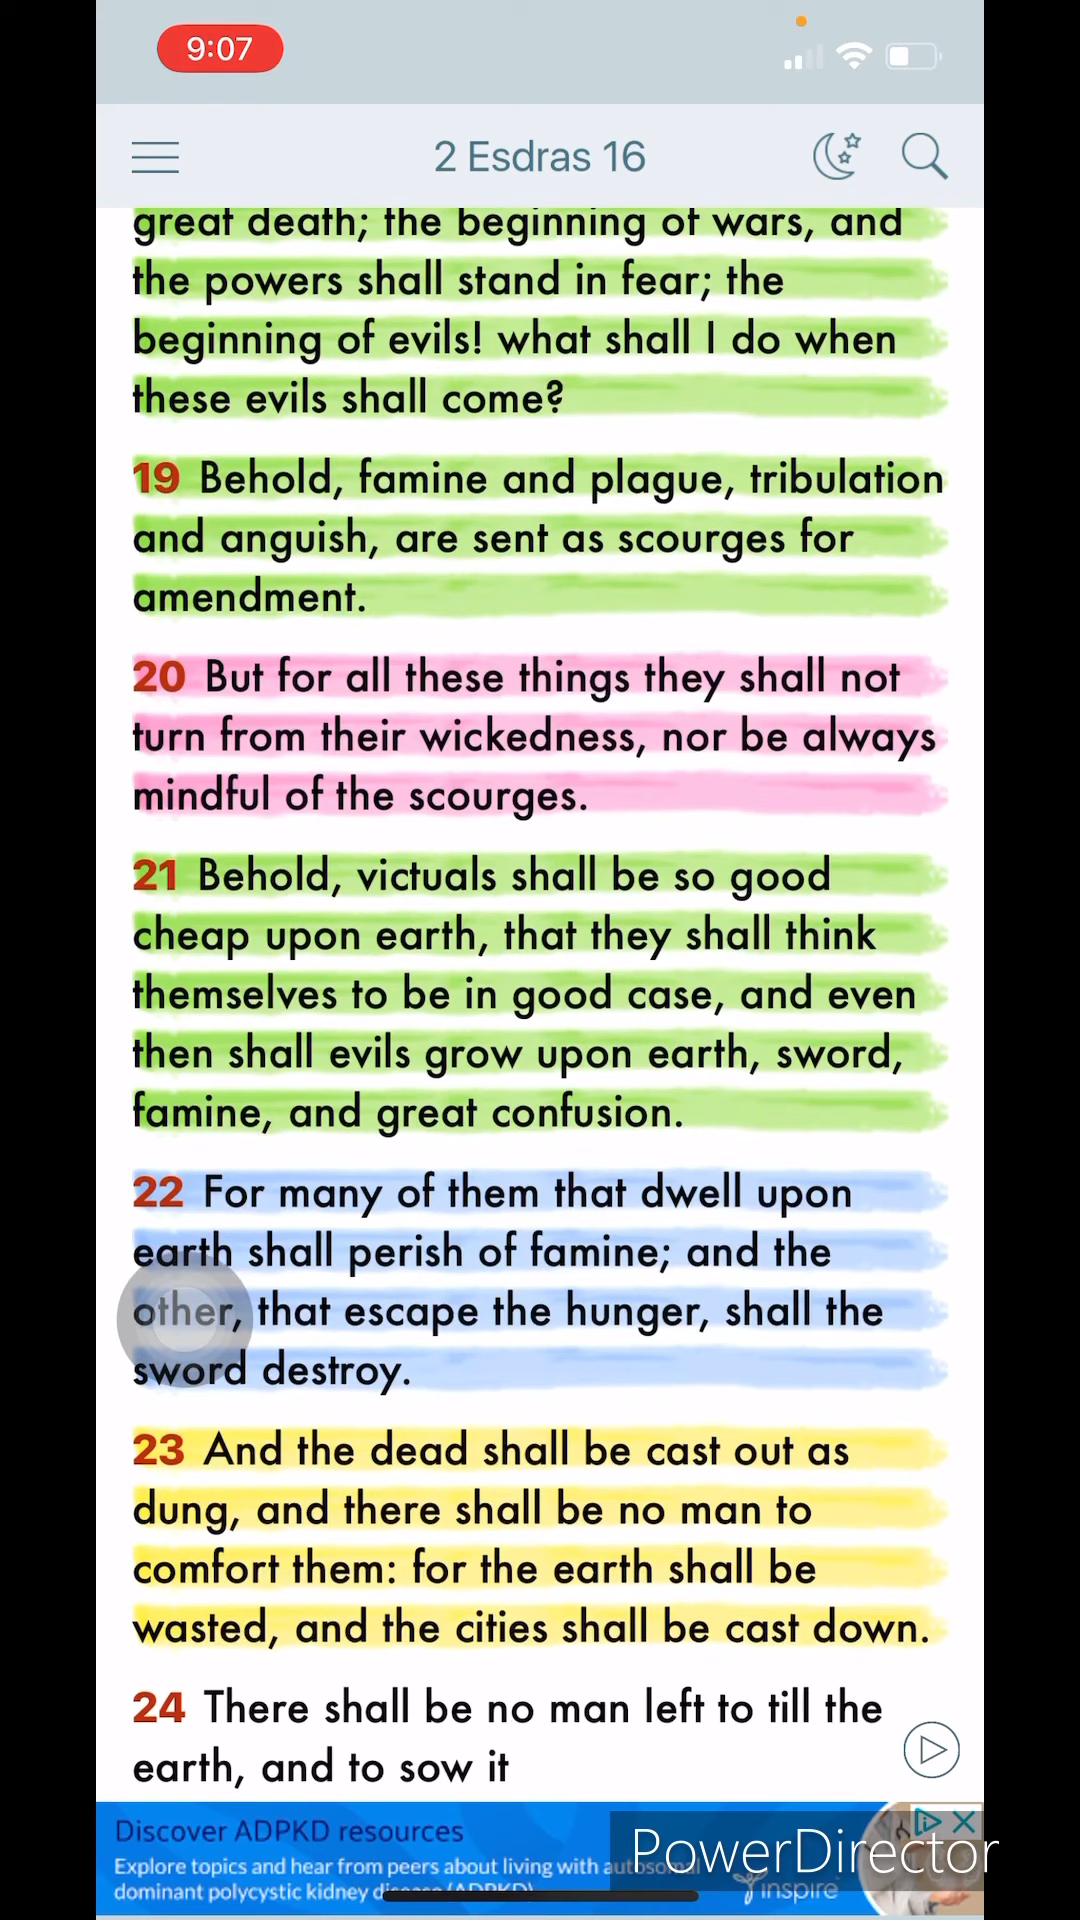 9:07
2 Esdras 16
great death; the beginning of wars, and
the powers shall stand in fear; the
beginning of evils! what shall I do when
these evils shall come?
19 Behold, famine and plague, tribulation
and anguish, are sent as scourges for
amendment.
20 But for all these things they shall not
turn from their wickedness, nor be always
mindful of the scourges.
21 Behold, victuals shall be so good
cheap upon earth, that they shall think
themselves to be in good case, and even
then shall evils grow upon earth, sword,
famine, and great confusion.
22 For many of them that dwell upon
earth shall perish of famine; and the
other, that escape the hunger, shall the
sword destroy.
23 And the dead shall be cast out as
dung, and there shall be no man to
comfort them: for the earth shall be
wasted, and the cities shall be cast down.
24 There shall be no man left to till the
earth, and to sow it
Discover ADPKD resources
Explore topics and hear from peers about living with autosomal
dominant polycystic kidney disease (ADPKD)
PowerDirector
inspire